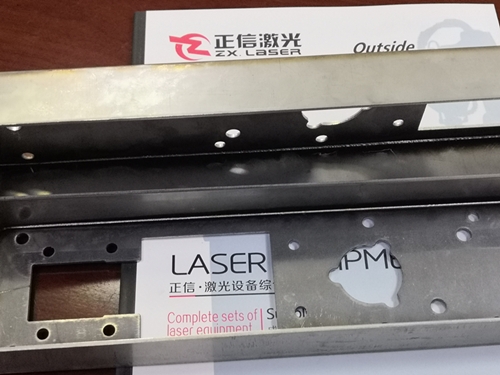 正信激光
ZX.LASER
Outside
LASER
正信·激光设备综
Complete sets of
laser equipment